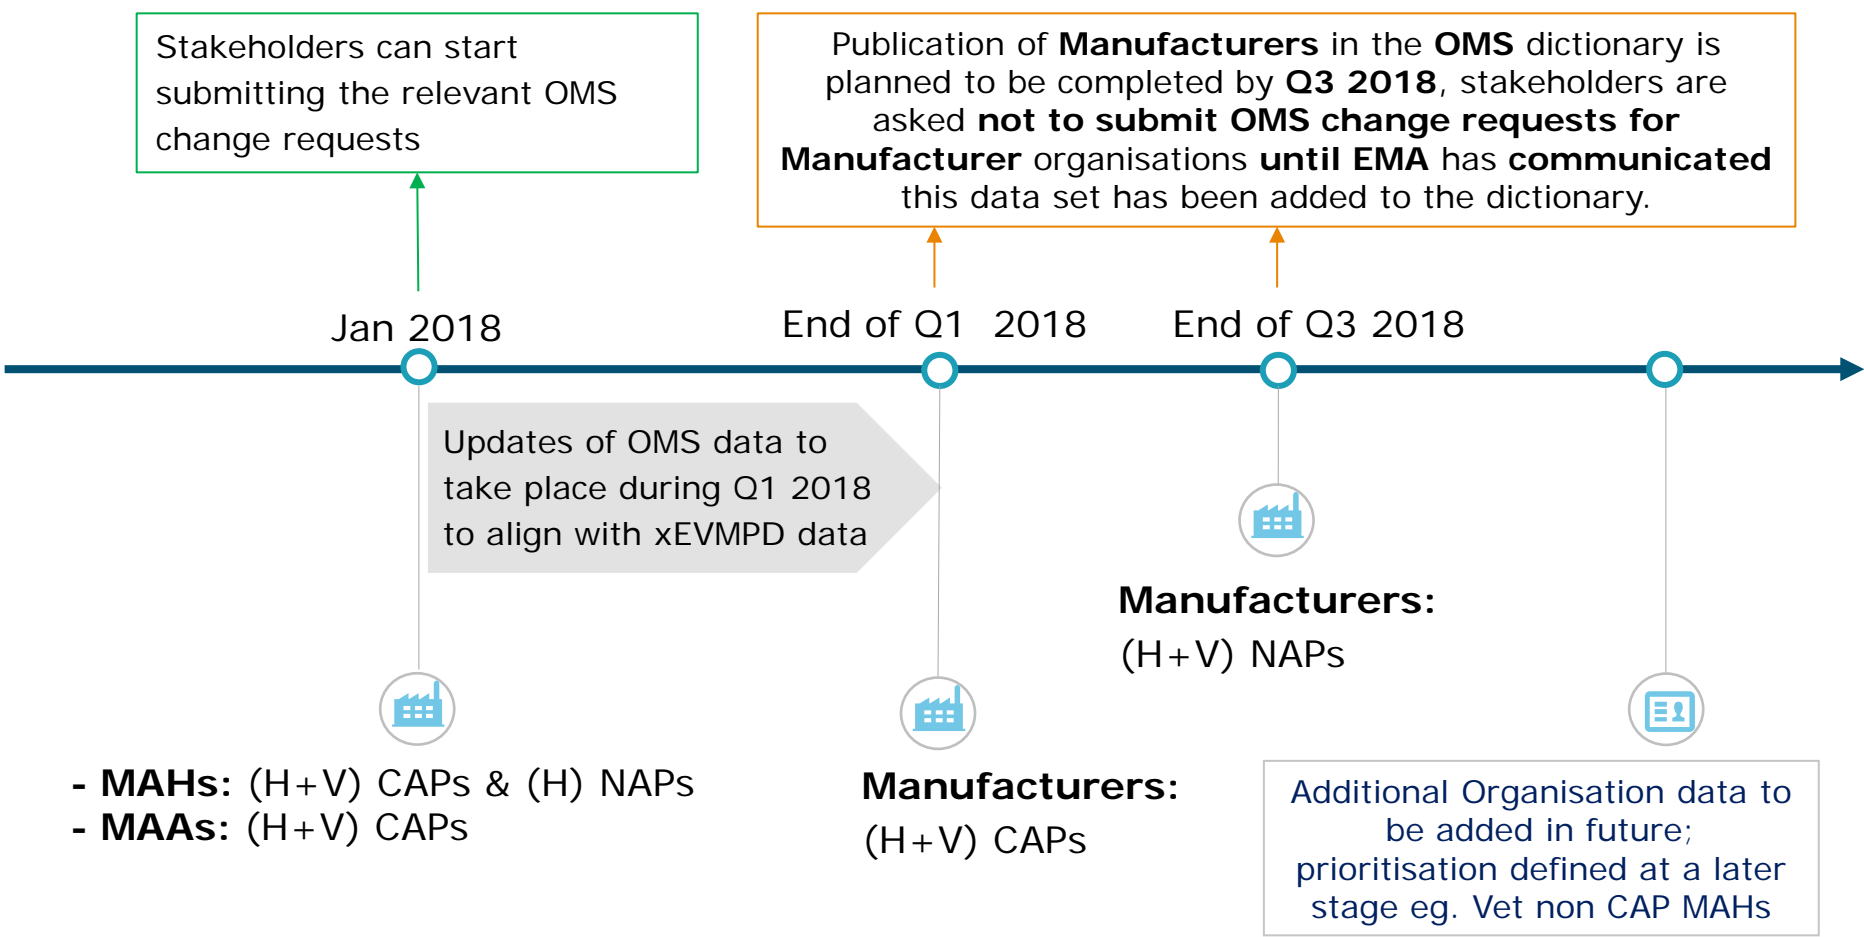 Stakeholders can start
submitting the relevant OMS
change requests
Publication of Manufacturers in the OMS dictionary is
planned to be completed by Q3 2018, stakeholders are
asked not to submit OMS change requests for
Manufacturer organisations until EMA has communicated
this data set has been added to the dictionary.
Jan 2018
End of Q1 2018
End of Q3 2018
Updates of OMS data to
take place during Q1 2018
to align with xEVMPD data
Manufacturers:
(H+V) NAPs
- MAHs: (H+V) CAPs & (H) NAPs
- MAAs: (H+V) CAPs
Manufacturers:
(H+V) CAPs
Additional Organisation data to
be added in future;
prioritisation defined at a later
stage eg. Vet non CAP MAHs